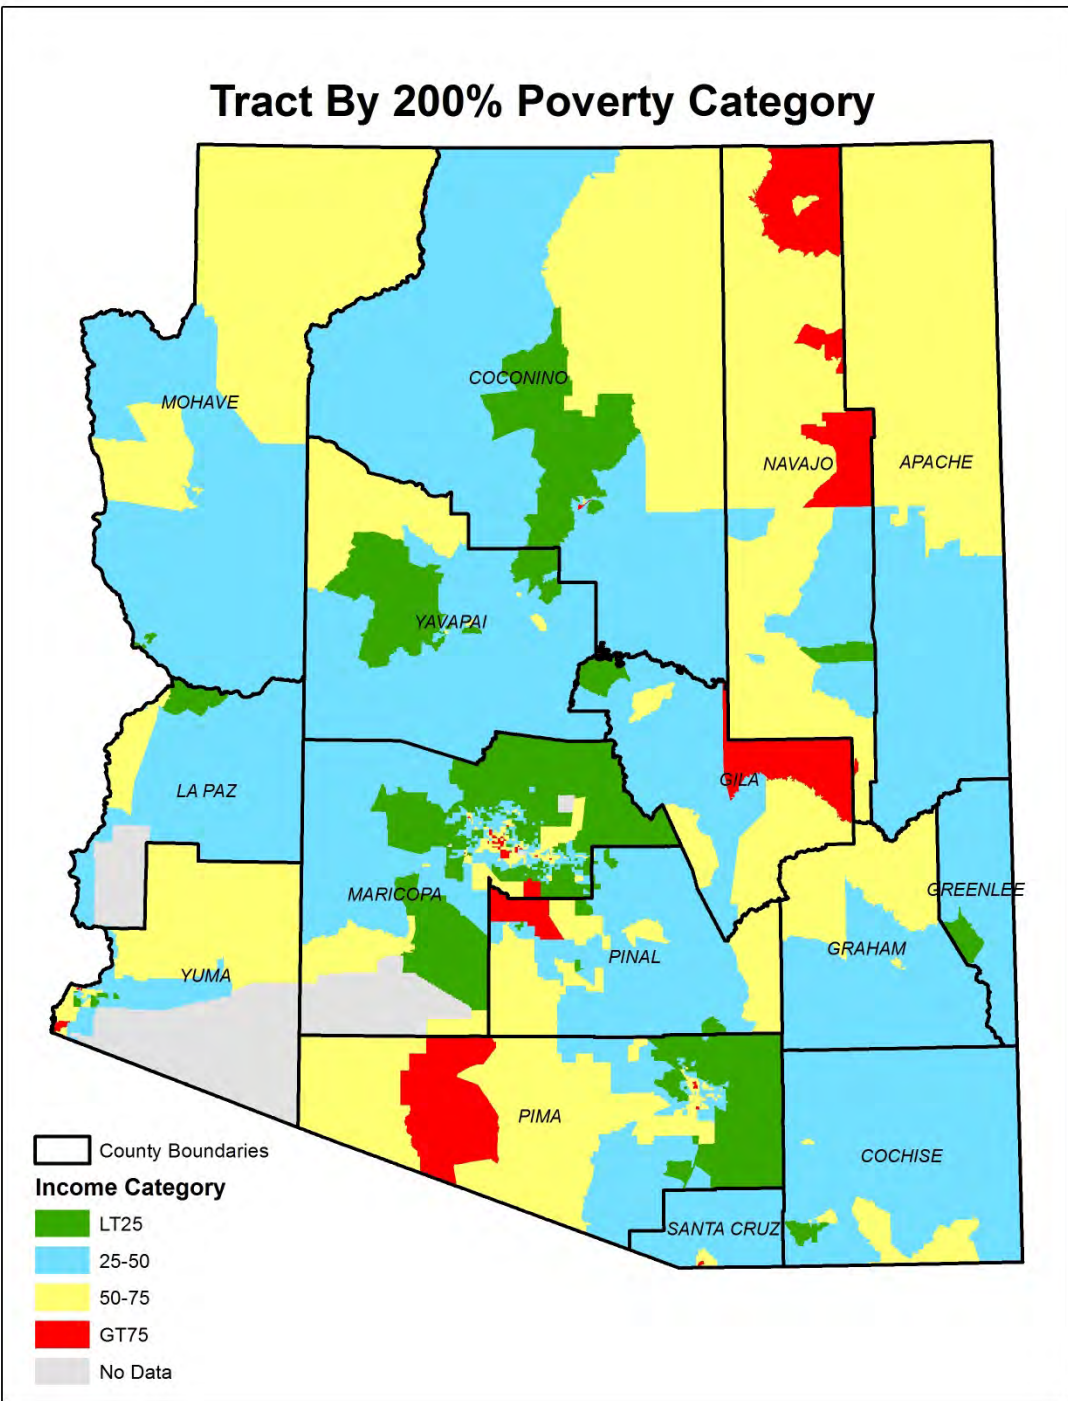 Tract By 200% Poverty Category
COCONINO
MOHAVE
NAVAJO
APACHE
YAVAPAI
GILA
LA PAZ
MARICOPA
GREENLEE
GRAHAM
PINAL
YUMA
PIMA
COCHISE
SANTA CRUZ
County Boundaries
Income Category
LT25
25-50
50-75
GT75
No Data